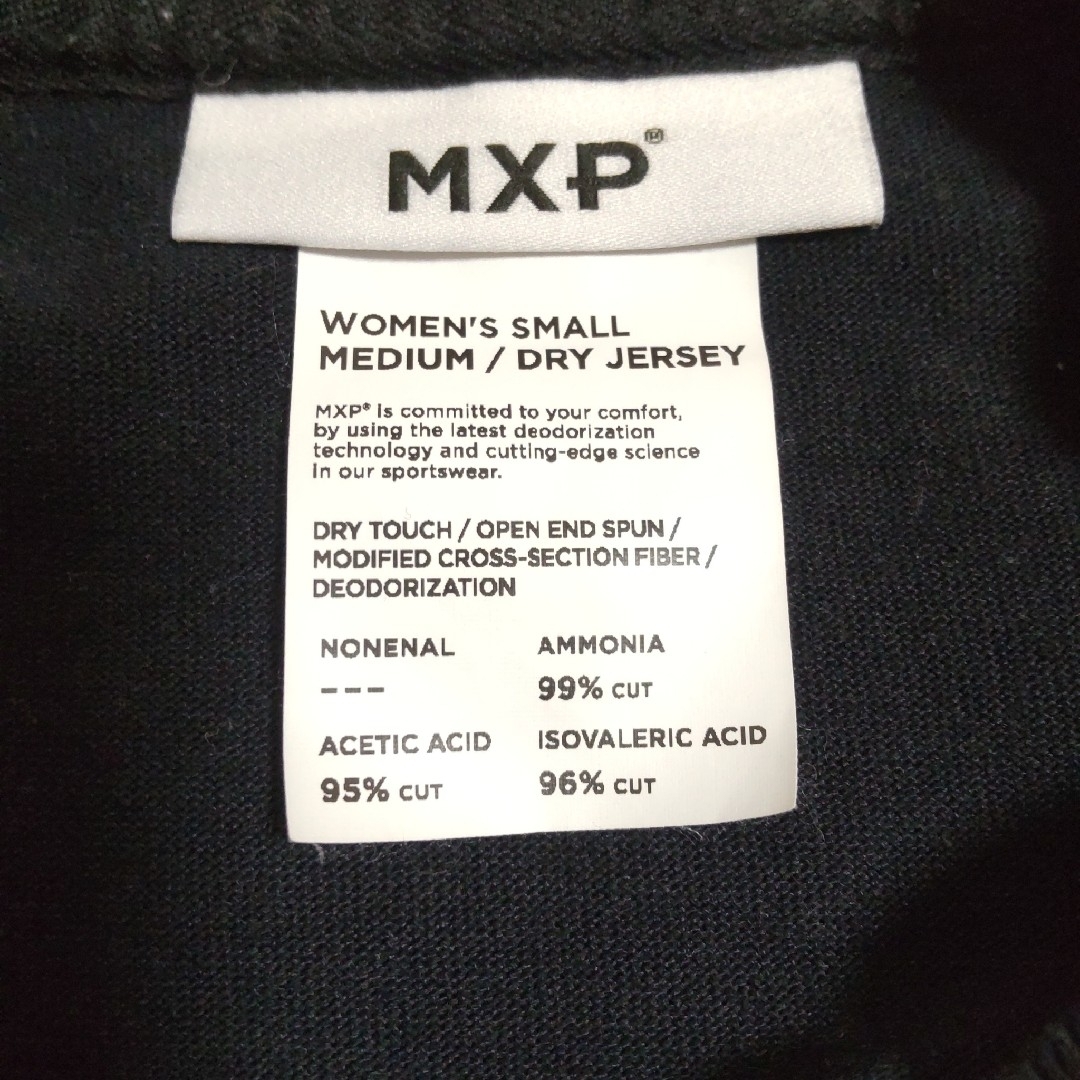 MXP®
WOMEN'S SMALL
MEDIUM / DRY JERSEY
MXP® is committed to your comfort,
by using the latest deodorization
technology and cutting-edge science
in our sportswear.
DRY TOUCH / OPEN END SPUN /
MODIFIED CROSS-SECTION FIBER /
DEODORIZATION
NONENAL AMMONIA
--- 99% CUT
ACETIC ACID ISOVALERIC ACID
95% CUT 96% CUT